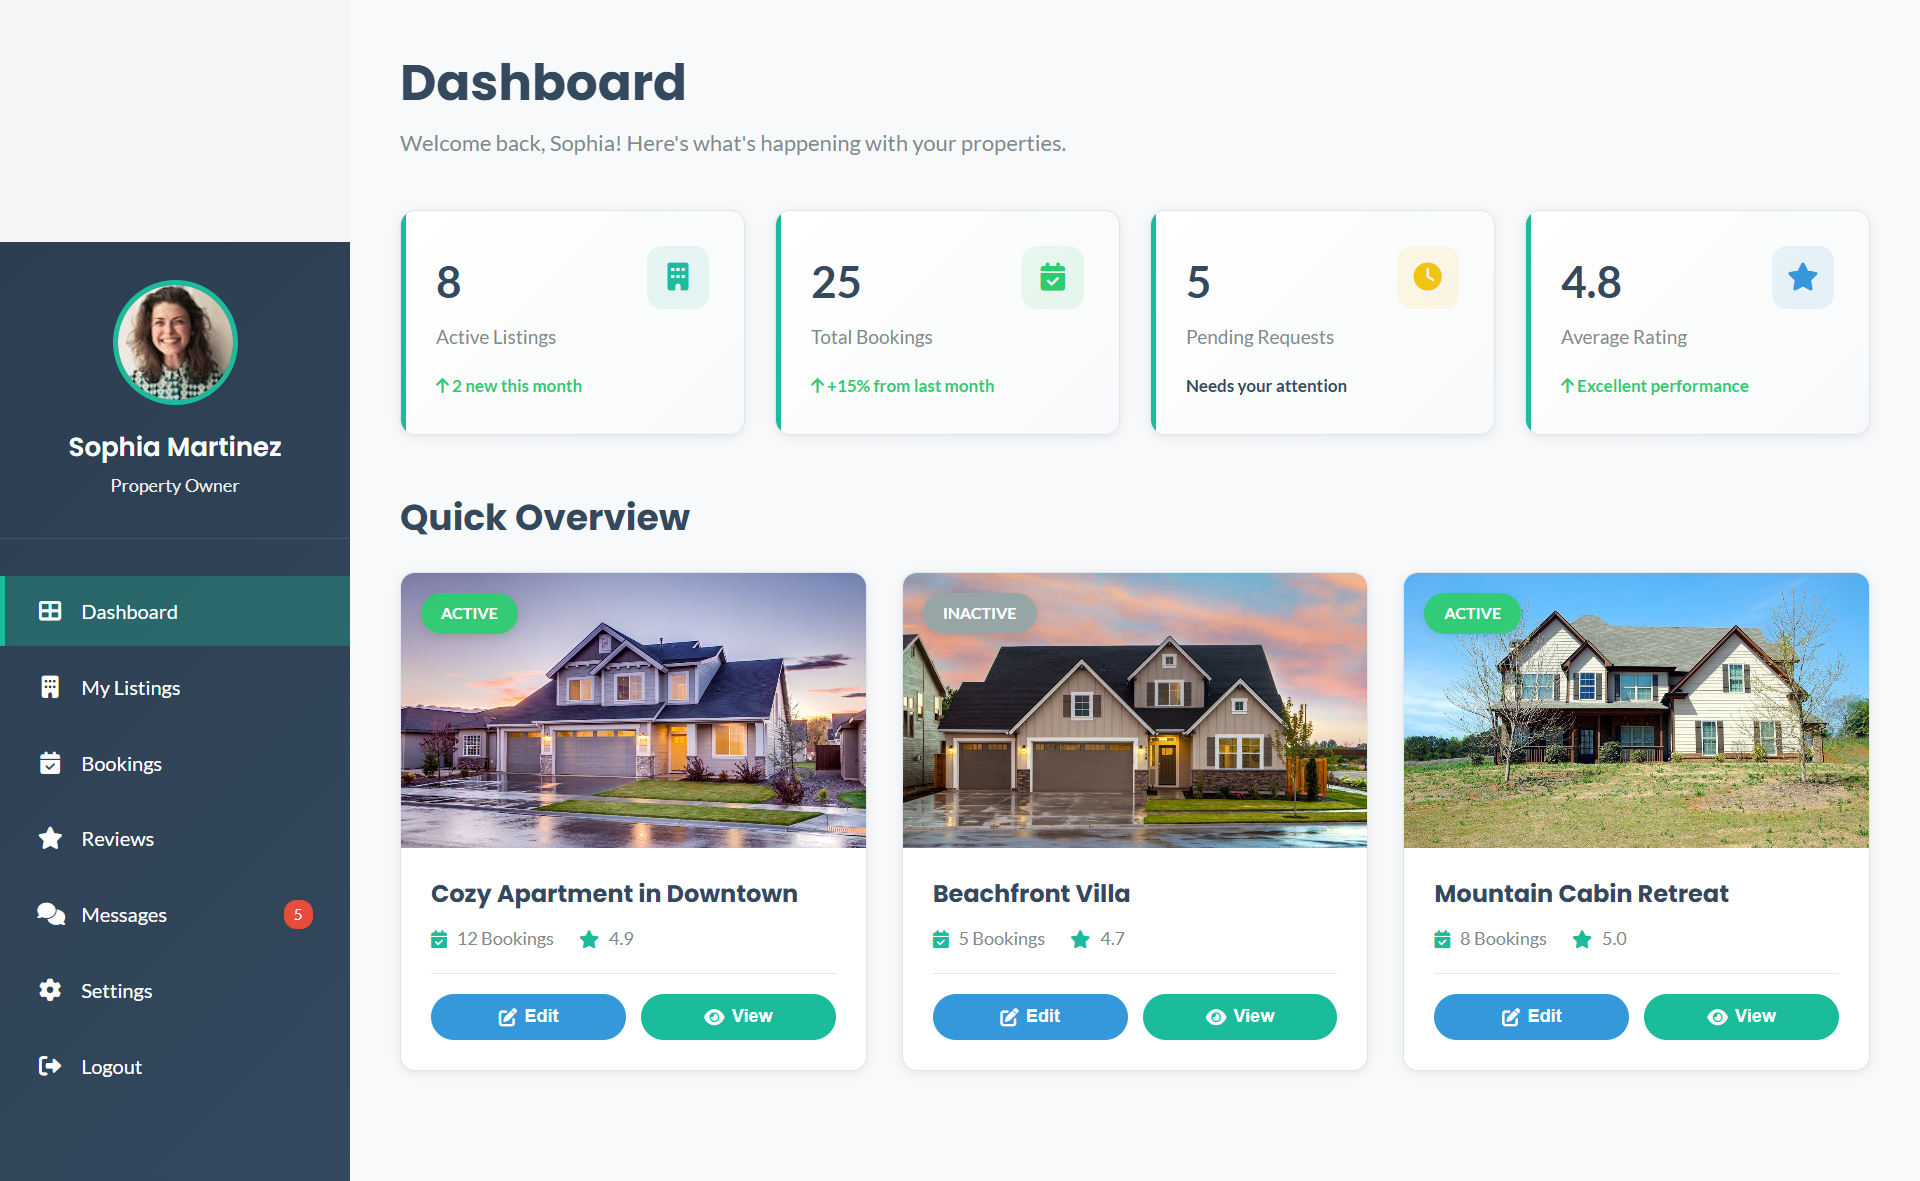 Sophia Martinez
Property Owner
Dashboard
My Listings
Bookings
Reviews
Messages 5
Settings
Logout
Dashboard
Welcome back, Sophia! Here's what's happening with your properties.
8
Active Listings
2 new this month
25
Total Bookings
+15% from last month
5
Pending Requests
Needs your attention
4.8
Average Rating
Excellent performance
Quick Overview
ACTIVE
Cozy Apartment in Downtown
12 Bookings 4.9
Edit View
INACTIVE
Beachfront Villa
5 Bookings 4.7
Edit View
ACTIVE
Mountain Cabin Retreat
8 Bookings 5.0
Edit View